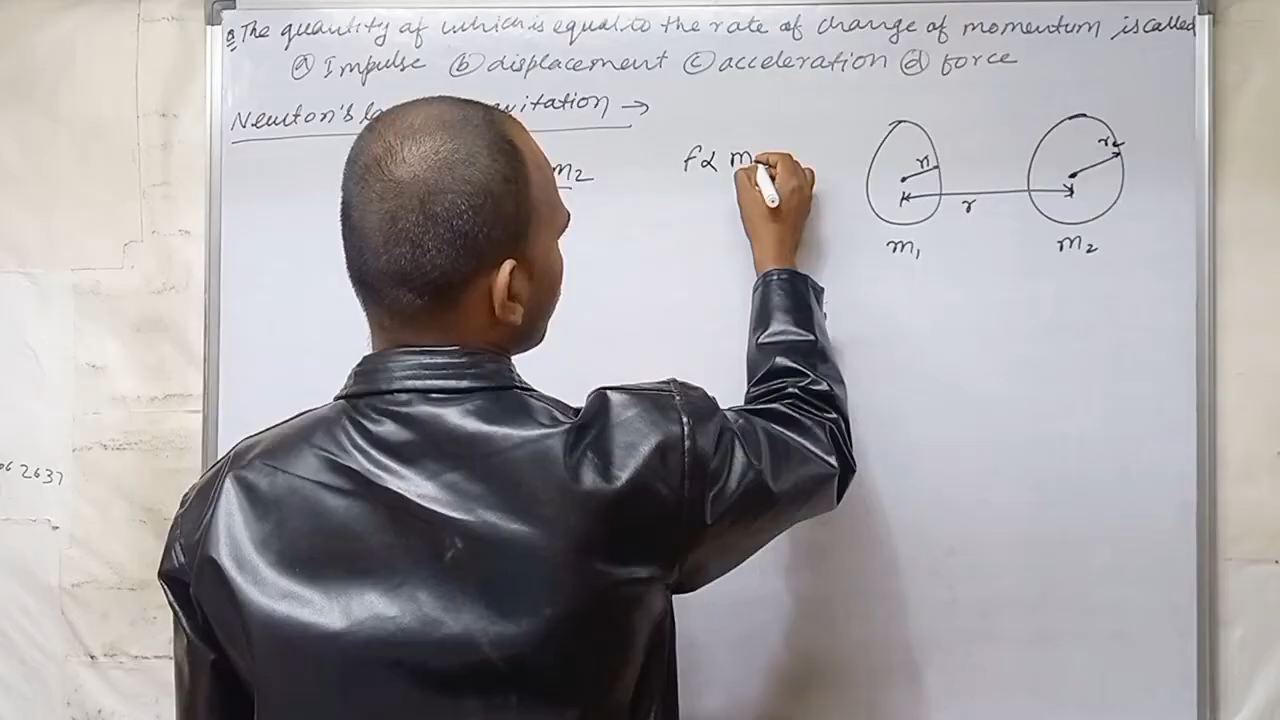 Q. The quantity of which is equal to the rate of change of momentum is called
ⓐ Impulse ⓑ displacement ⓒ acceleration ⓓ force
Newton's →
m2
f∝ m
r1
r2
r
m1
m2
2637